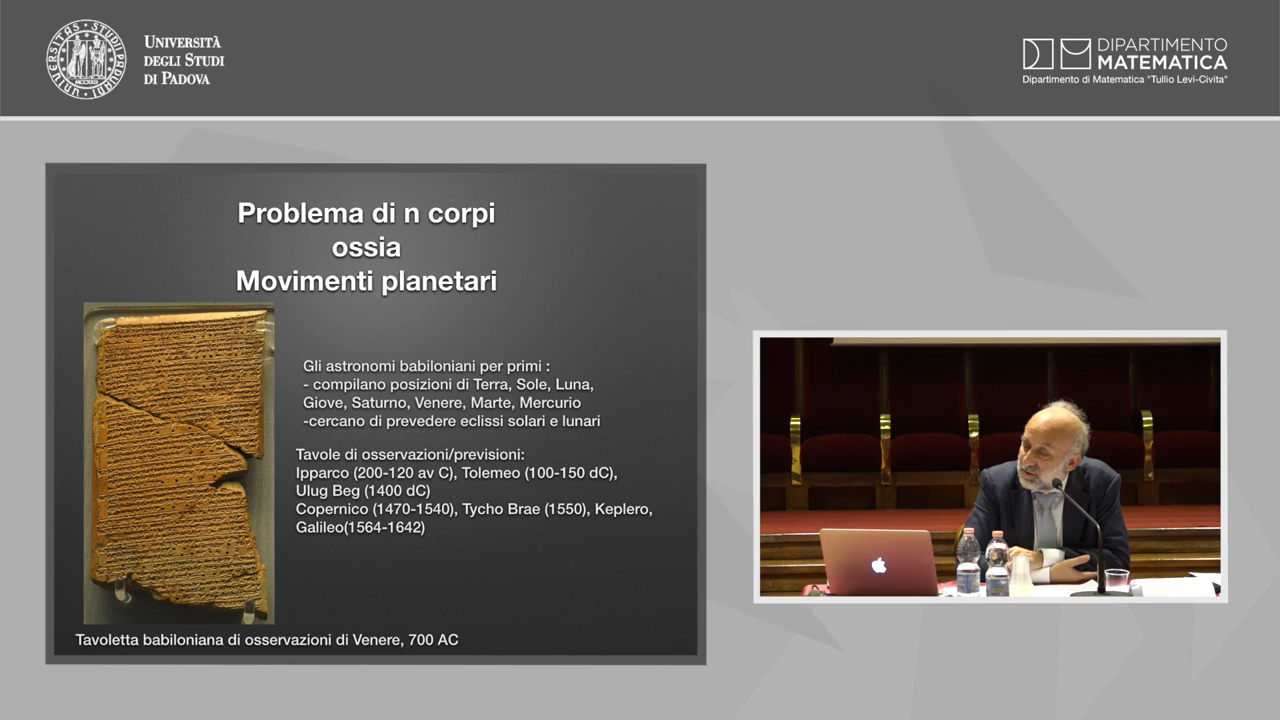 UNIVERSITÀ
DEGLI STUDI
DI PADOVA
DIPARTIMENTO
MATEMATICA
Dipartimento di Matematica "Tullio Levi-Civita"
Problema di n corpi
ossia
Movimenti planetari
Gli astronomi babiloniani per primi :
- compilano posizioni di Terra, Sole, Luna,
Giove, Saturno, Venere, Marte, Mercurio
-cercano di prevedere eclissi solari e lunari
Tavole di osservazioni/previsioni:
Ipparco (200-120 av C), Tolemeo (100-150 dC),
Ulug Beg (1400 dC)
Copernico (1470-1540), Tycho Brae (1550), Keplero,
Galileo(1564-1642)
Tavoletta babiloniana di osservazioni di Venere, 700 AC